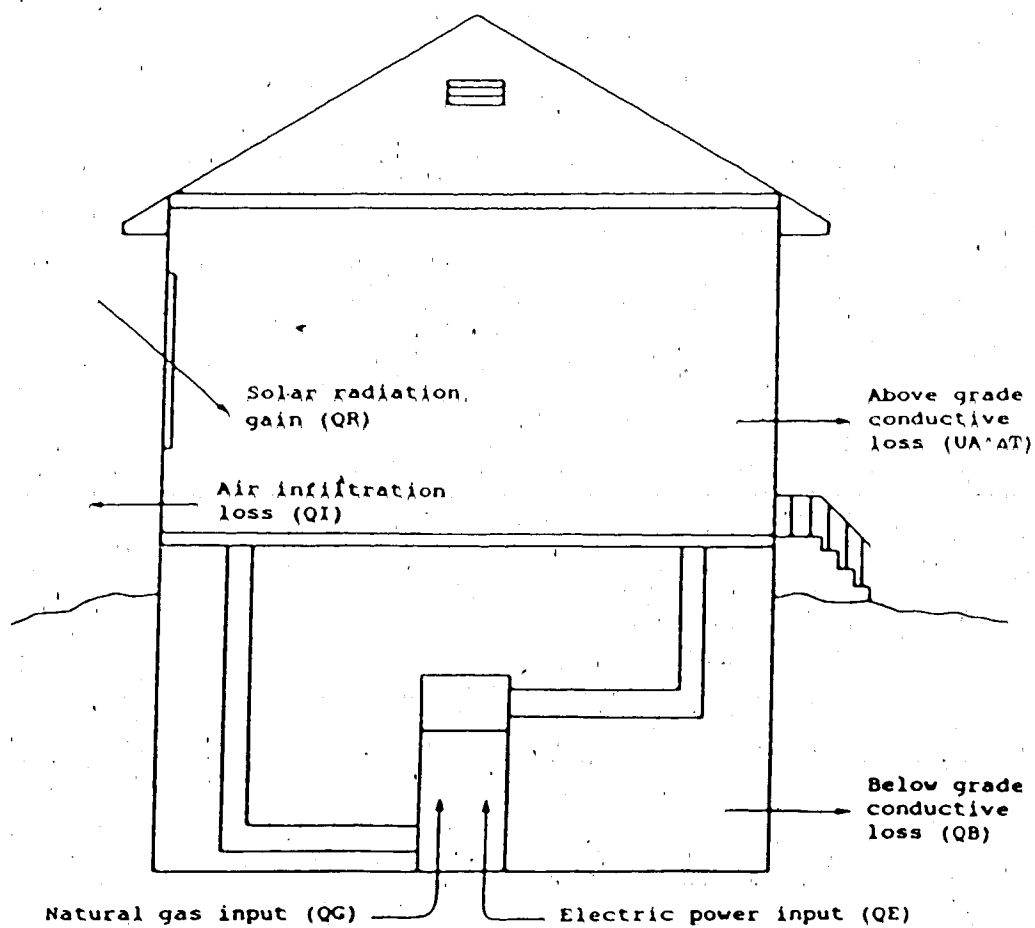 Solar radiation
gain (QR)
Above grade
conductive
loss (UA*ΔT)
Air infiltration
loss (QI)
Below grade
conductive
loss (QB)
Natural gas input (QG)
Electric power input (QE)